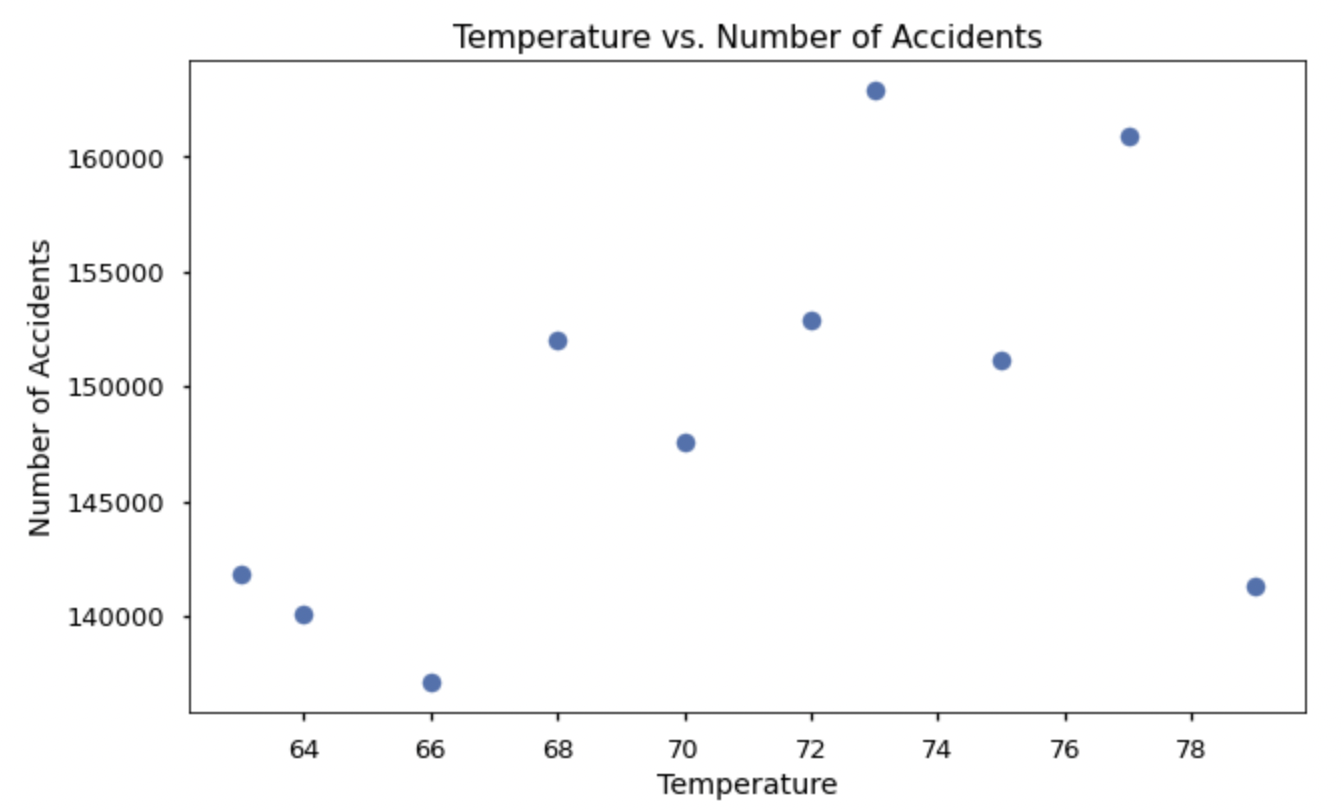 Temperature vs. Number of Accidents
Number of Accidents
160000
155000
150000
145000
140000
64 66 68 70 72 74 76 78
Temperature